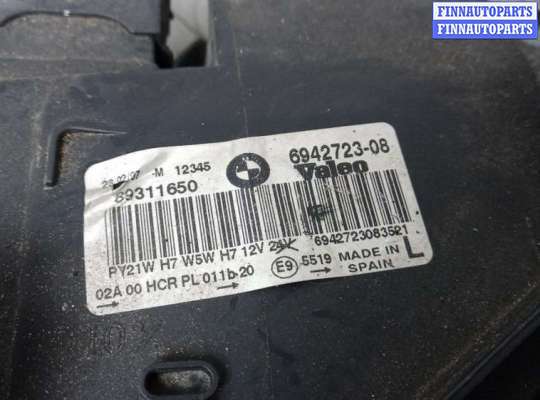 FINNAUTOPARTS
FINNAUTOPARTS
-M 12345
6942723-08
89311650
Valeo
PY21W H7 W5W H7 12V 24V
6942723083521
02A 00 HCR PL 011b-20
E9 5519 MADE IN
SPAIN
L